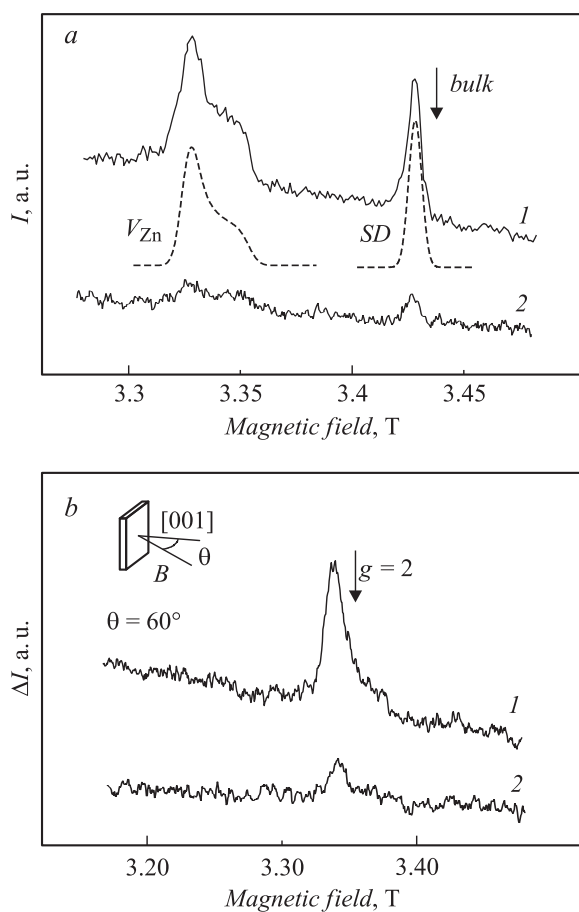 a
bulk
I, a. u.
V_Zn
SD
1
2
3.3 3.35 3.4 3.45
Magnetic field, T
b
[001]
θ
B
g = 2
θ = 60°
ΔI, a. u.
1
2
3.20 3.30 3.40
Magnetic field, T